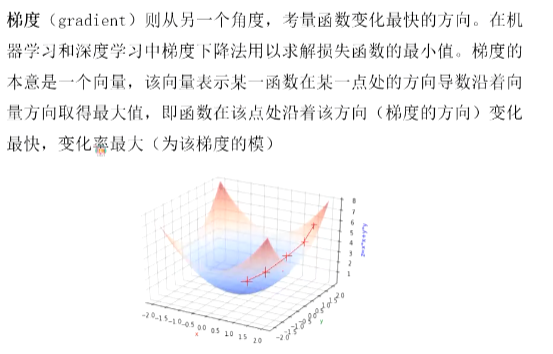 梯度（gradient）则从另一个角度，考量函数变化最快的方向。在机
器学习和深度学习中梯度下降法用以求解损失函数的最小值。梯度的
本意是一个向量，该向量表示某一函数在某一点处的方向导数沿着向
量方向取得最大值，即函数在该点处沿着该方向（梯度的方向）变化
最快，变化率最大（为该梯度的模）
8
7
6
5
4
3
2
1
-2.0 -1.5 -1.0 -0.5 0.0 0.5 1.0 1.5 2.0
x
-2.0 -1.5 -1.0 -0.5 0.0 0.5 1.0 1.5 2.0
y